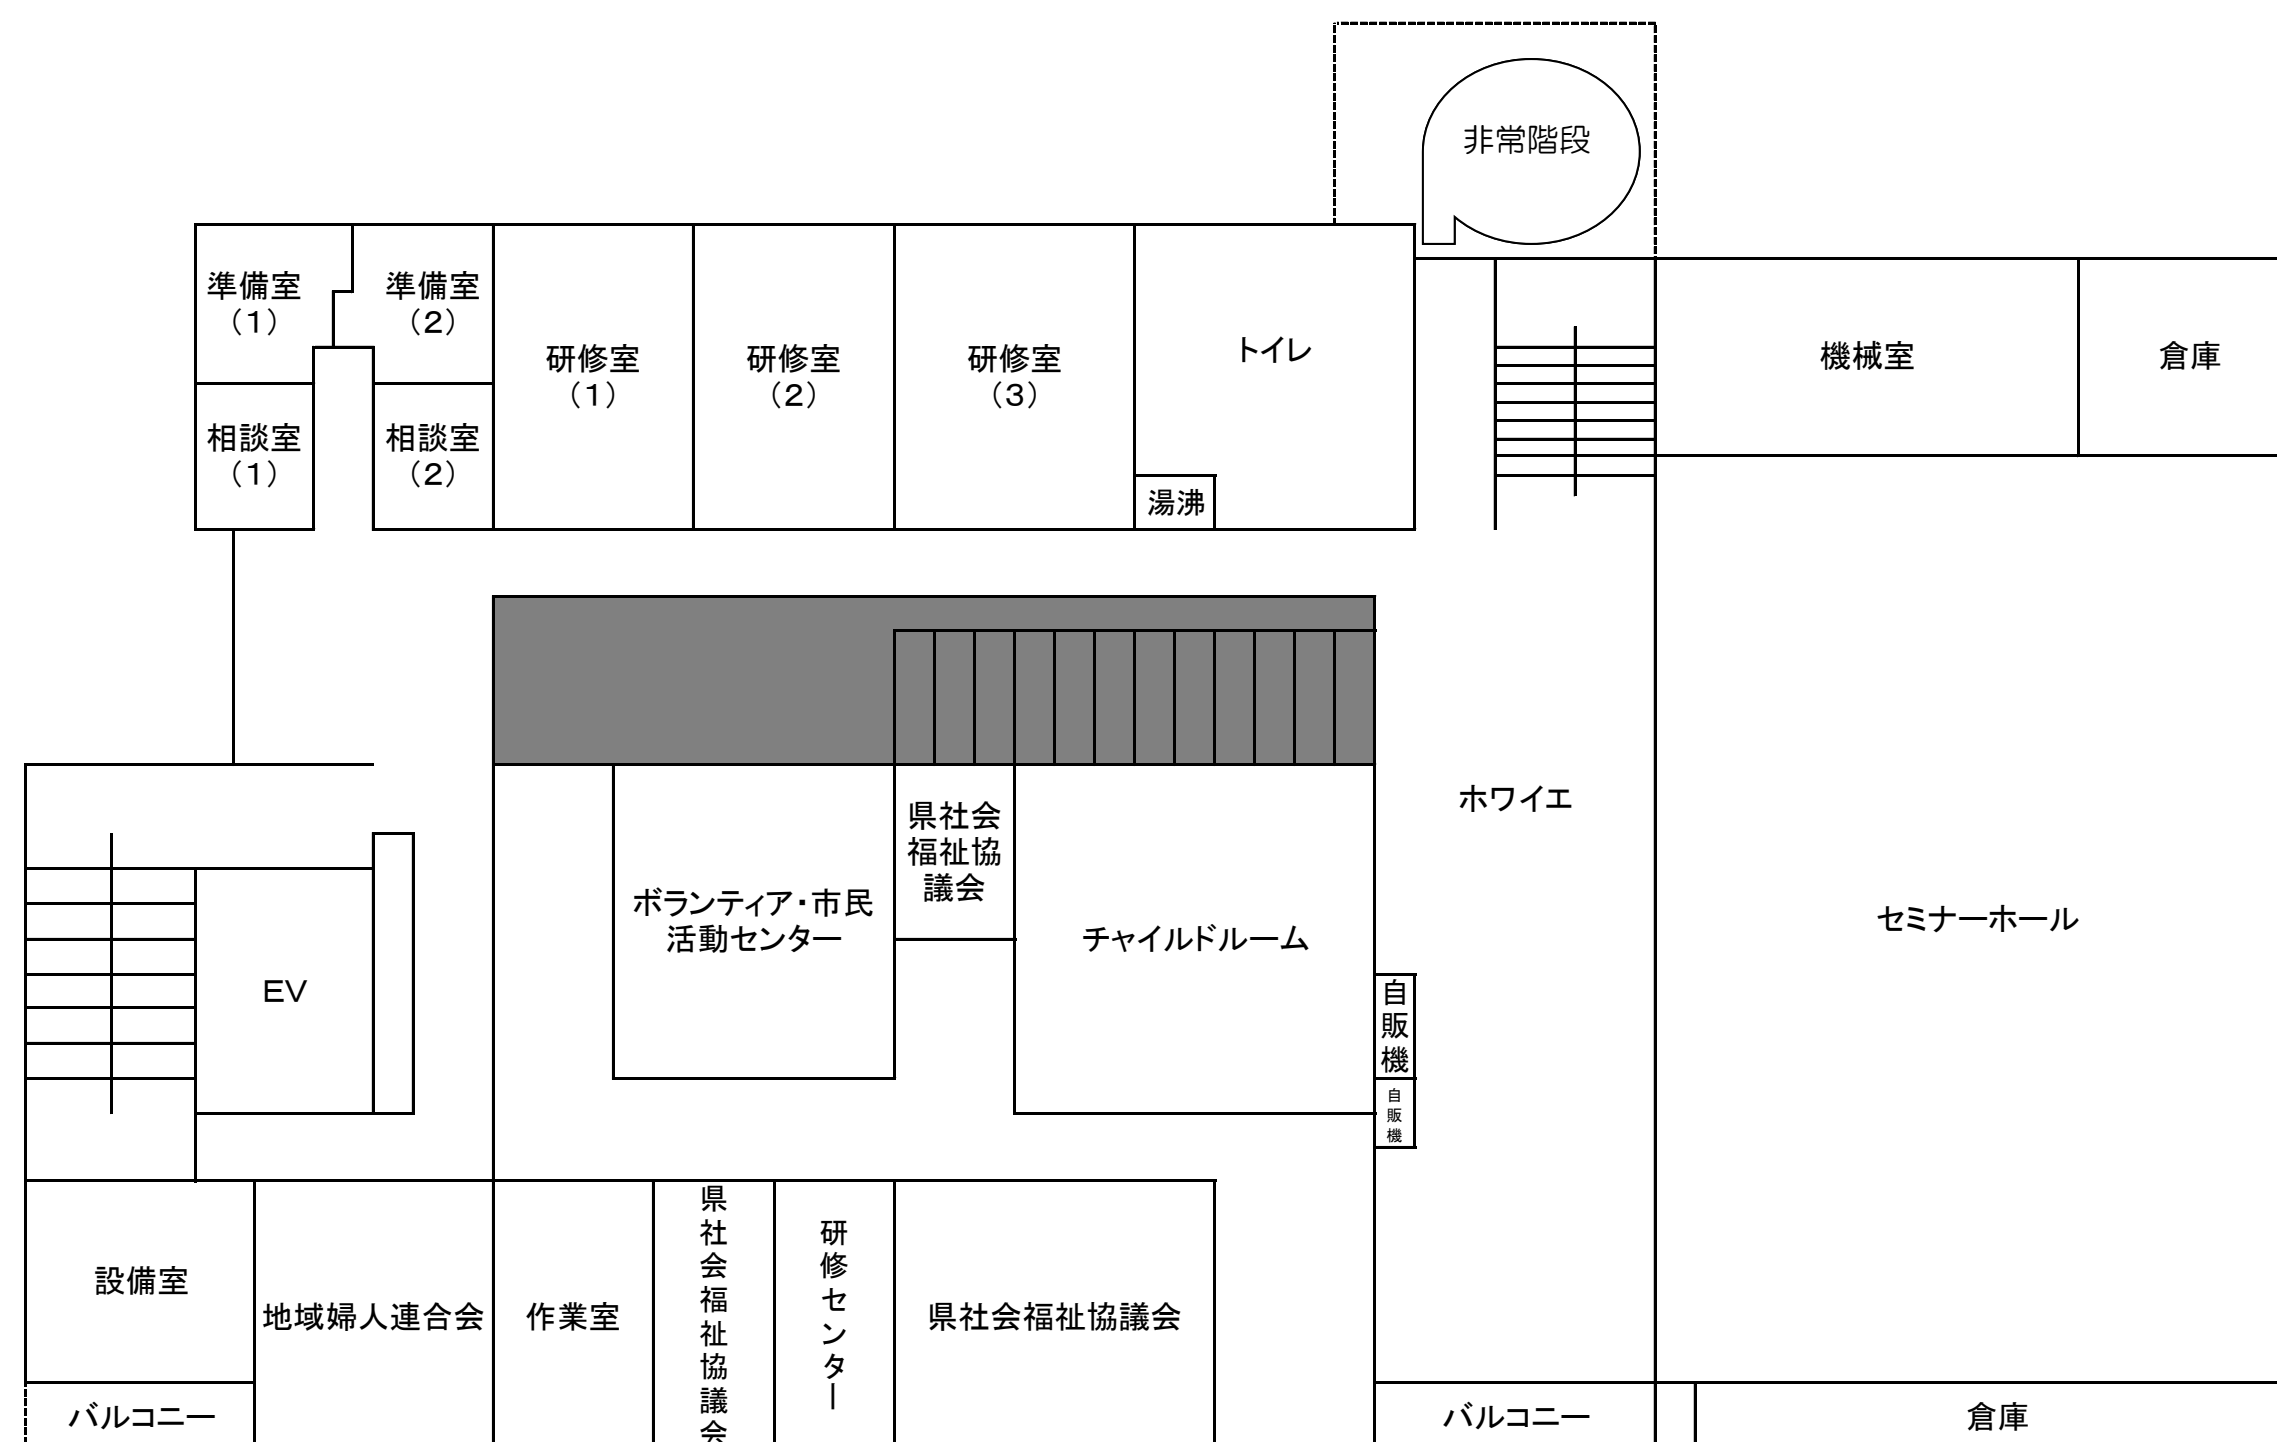 非常階段
準備室
（１）
準備室
（２）
研修室
（１）
研修室
（２）
研修室
（３）
トイレ
機械室
倉庫
相談室
（１）
相談室
（２）
湯沸
ホワイエ
県社会
福祉協
議会
ボランティア・市民
活動センター
チャイルドルーム
セミナーホール
ＥＶ
自販機
自販機
設備室
地域婦人連合会
作業室
県社会福祉協議会
研修センター
県社会福祉協議会
バルコニー
バルコニー
倉庫